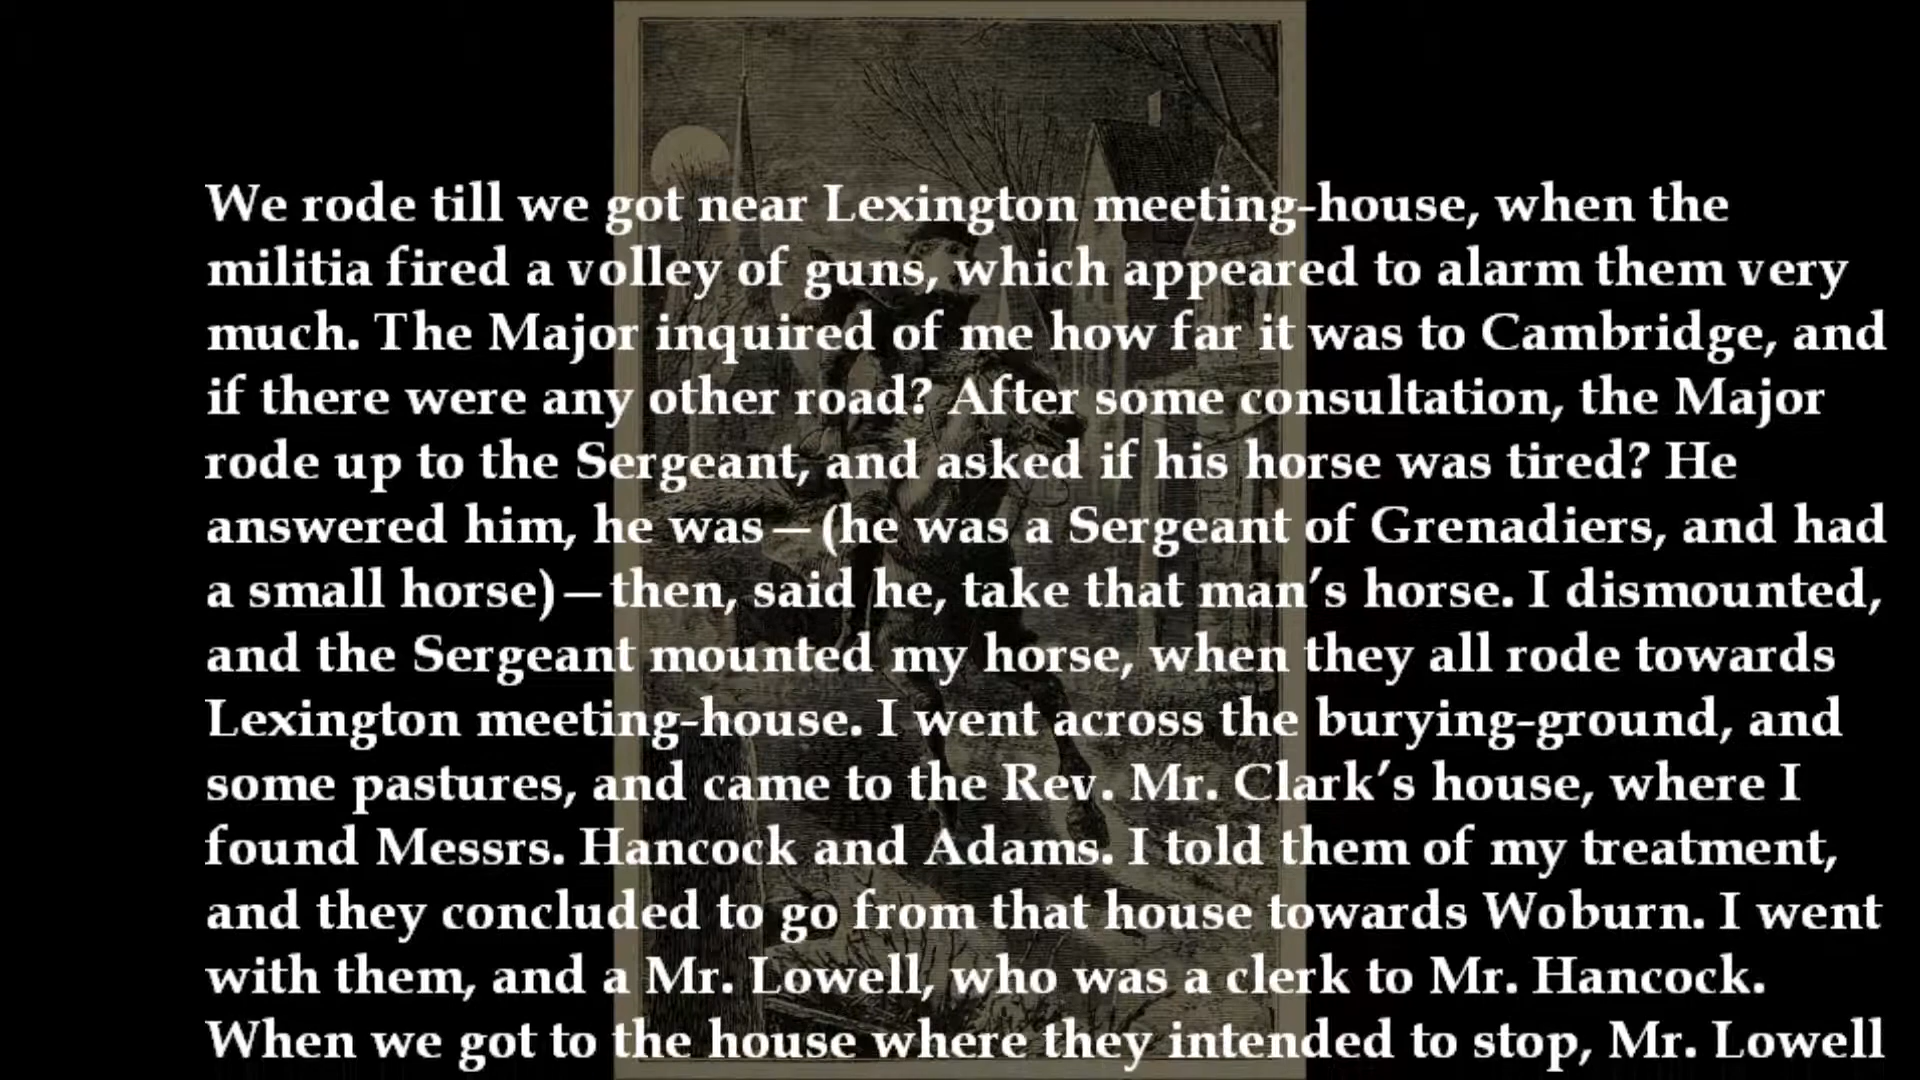 We rode till we got near Lexington meeting-house, when the
militia fired a volley of guns, which appeared to alarm them very
much. The Major inquired of me how far it was to Cambridge, and
if there were any other road? After some consultation, the Major
rode up to the Sergeant, and asked if his horse was tired? He
answered him, he was—(he was a Sergeant of Grenadiers, and had
a small horse)—then, said he, take that man's horse. I dismounted,
and the Sergeant mounted my horse, when they all rode towards
Lexington meeting-house. I went across the burying-ground, and
some pastures, and came to the Rev. Mr. Clark's house, where I
found Messrs. Hancock and Adams. I told them of my treatment,
and they concluded to go from that house towards Woburn. I went
with them, and a Mr. Lowell, who was a clerk to Mr. Hancock.
When we got to the house where they intended to stop, Mr. Lowell